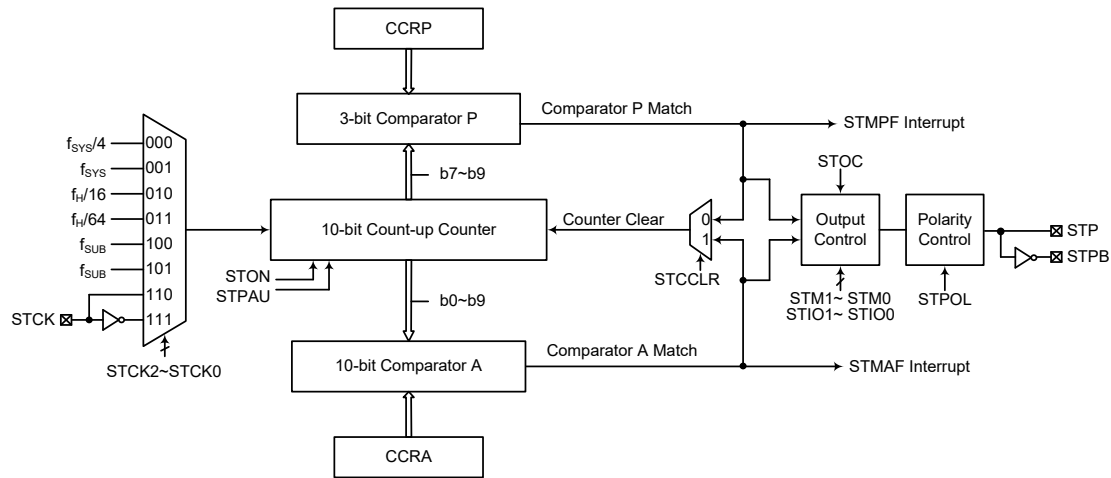 CCRP
3-bit Comparator P
Comparator P Match
STMPF Interrupt
b7~b9
fSYS/4
000
fSYS
001
fH/16
010
fH/64
011
fSUB
100
fSUB
101
110
111
STCK
STCK2~STCK0
10-bit Count-up Counter
STON
STPAU
Counter Clear
0
1
STCCLR
STOC
Output
Control
STM1~ STM0
STIO1~ STIO0
Polarity
Control
STPOL
STP
STPB
b0~b9
10-bit Comparator A
Comparator A Match
STMAF Interrupt
CCRA